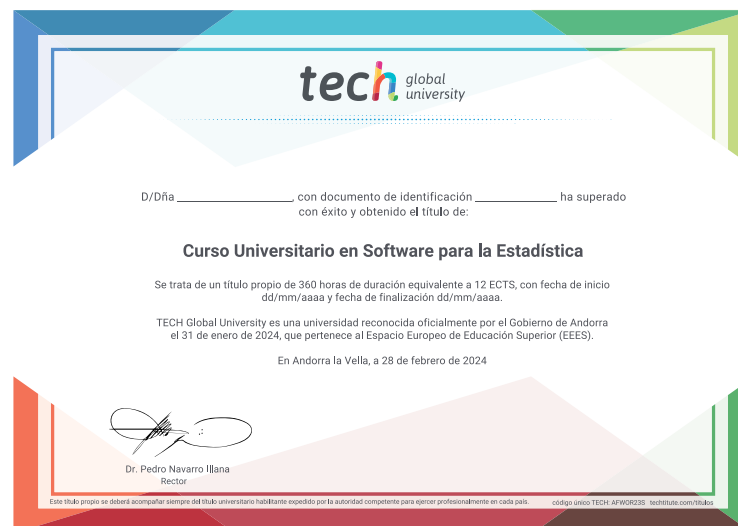 tech global
university
D/Dña ______________, con documento de identificación __________ ha superado
con éxito y obtenido el título de:
Curso Universitario en Software para la Estadística
Se trata de un título propio de 360 horas de duración equivalente a 12 ECTS, con fecha de inicio
dd/mm/aaaa y fecha de finalización dd/mm/aaaa.
TECH Global University es una universidad reconocida oficialmente por el Gobierno de Andorra
el 31 de enero de 2024, que pertenece al Espacio Europeo de Educación Superior (EEES).
En Andorra la Vella, a 28 de febrero de 2024
Dr. Pedro Navarro Illana
Rector
Este título propio se deberá acompañar siempre del título universitario habilitante expedido por la autoridad competente para ejercer profesionalmente en cada país. código único TECH: AFWOR23S techtitute.com/titulos